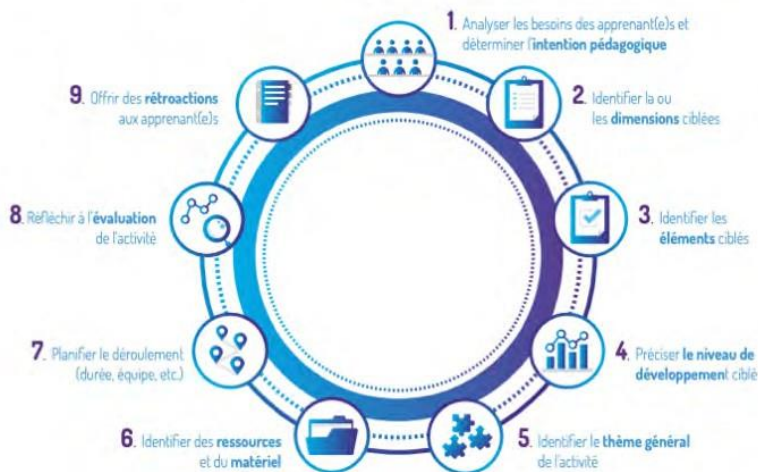 1. Analyser les besoins des apprenant(e)s et
déterminer l'intention pédagogique
2. Identifier la ou
les dimensions ciblées
3. Identifier les
éléments ciblés
4. Préciser le niveau de
développement ciblé
5. Identifier le thème général
de l'activité
6. Identifier des ressources
et du matériel
7. Planifier le déroulement
(durée, équipe, etc.)
8. Réfléchir à l'évaluation
de l'activité
9. Offrir des rétroactions
aux apprenant(e)s